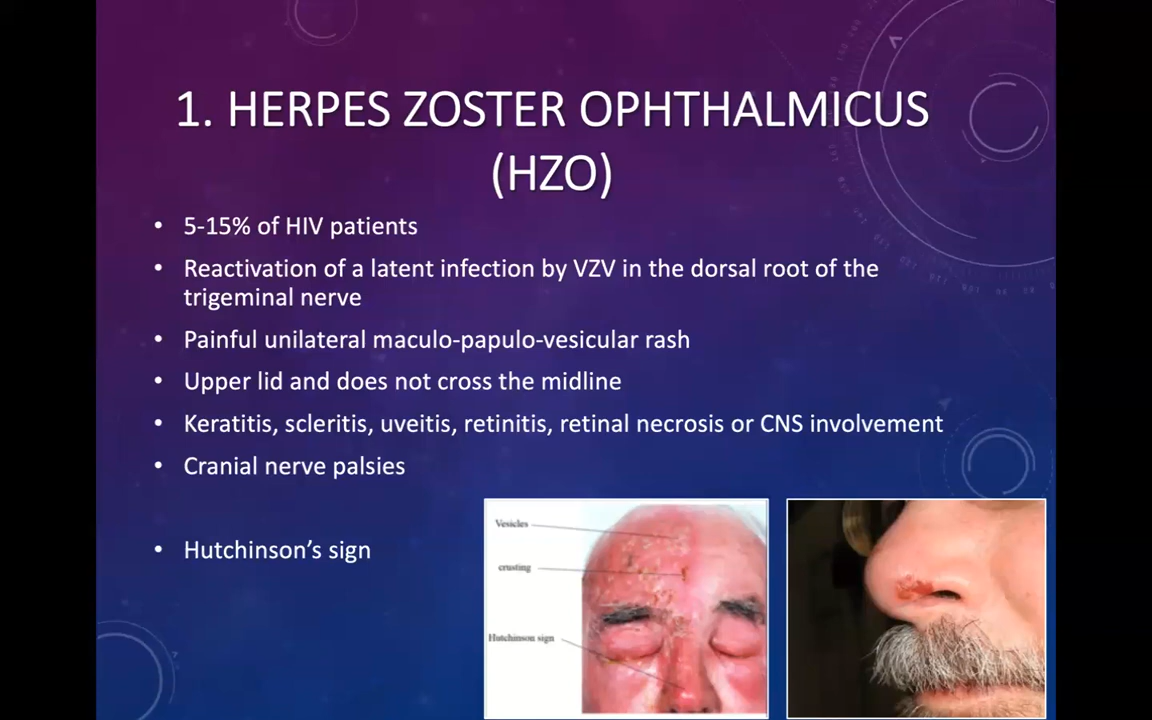 1. HERPES ZOSTER OPHTHALMICUS
(HZO)
• 5-15% of HIV patients
• Reactivation of a latent infection by VZV in the dorsal root of the
trigeminal nerve
• Painful unilateral maculo-papulo-vesicular rash
• Upper lid and does not cross the midline
• Keratitis, scleritis, uveitis, retinitis, retinal necrosis or CNS involvement
• Cranial nerve palsies
• Hutchinson’s sign
Vesicles
crusting
Hutchinson sign